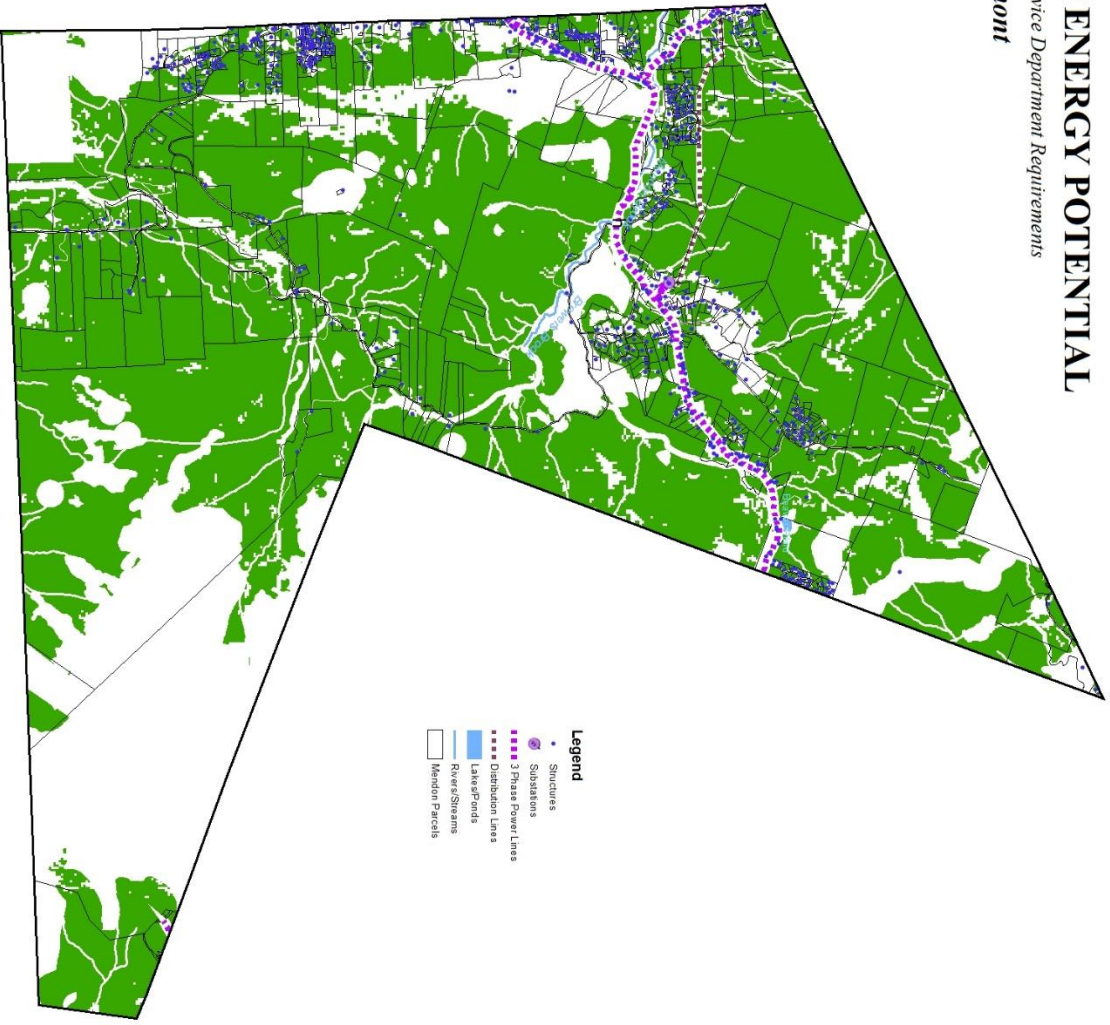 ENERGY POTENTIAL
vice Department Requirements
nont
Legend
Structures
Substations
3 Phase Power Lines
Distribution Lines
Lakes/Ponds
Rivers/Streams
Mendon Parcels